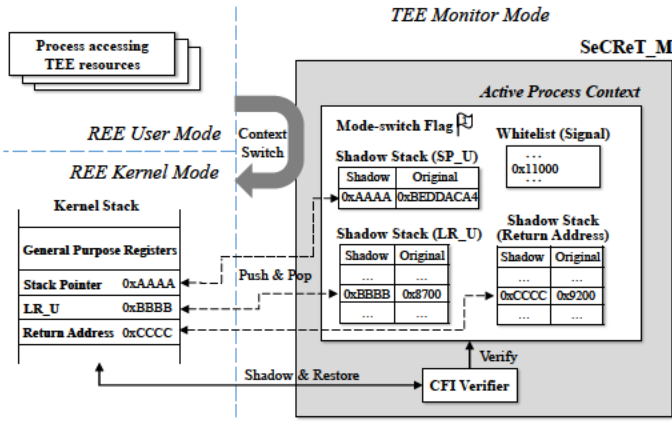 TEE Monitor Mode
SeCReT_M
Process accessing
TEE resources
REE User Mode
Context
Switch
REE Kernel Mode
Kernel Stack
General Purpose Registers
Stack Pointer 0xAAAA
LR_U 0xBBBB
Return Address 0xCCCC
Push & Pop
Shadow & Restore
Active Process Context
Mode-switch Flag
Whitelist (Signal)
...
0x11000
...
Shadow Stack (SP_U)
Shadow Original
0xAAAA 0xBEDDACA4
Shadow Stack (LR_U)
Shadow Original
... ...
0xBBBB 0x8700
... ...
Shadow Stack
(Return Address)
Shadow Original
... ...
0xCCCC 0x9200
... ...
Verify
CFI Verifier